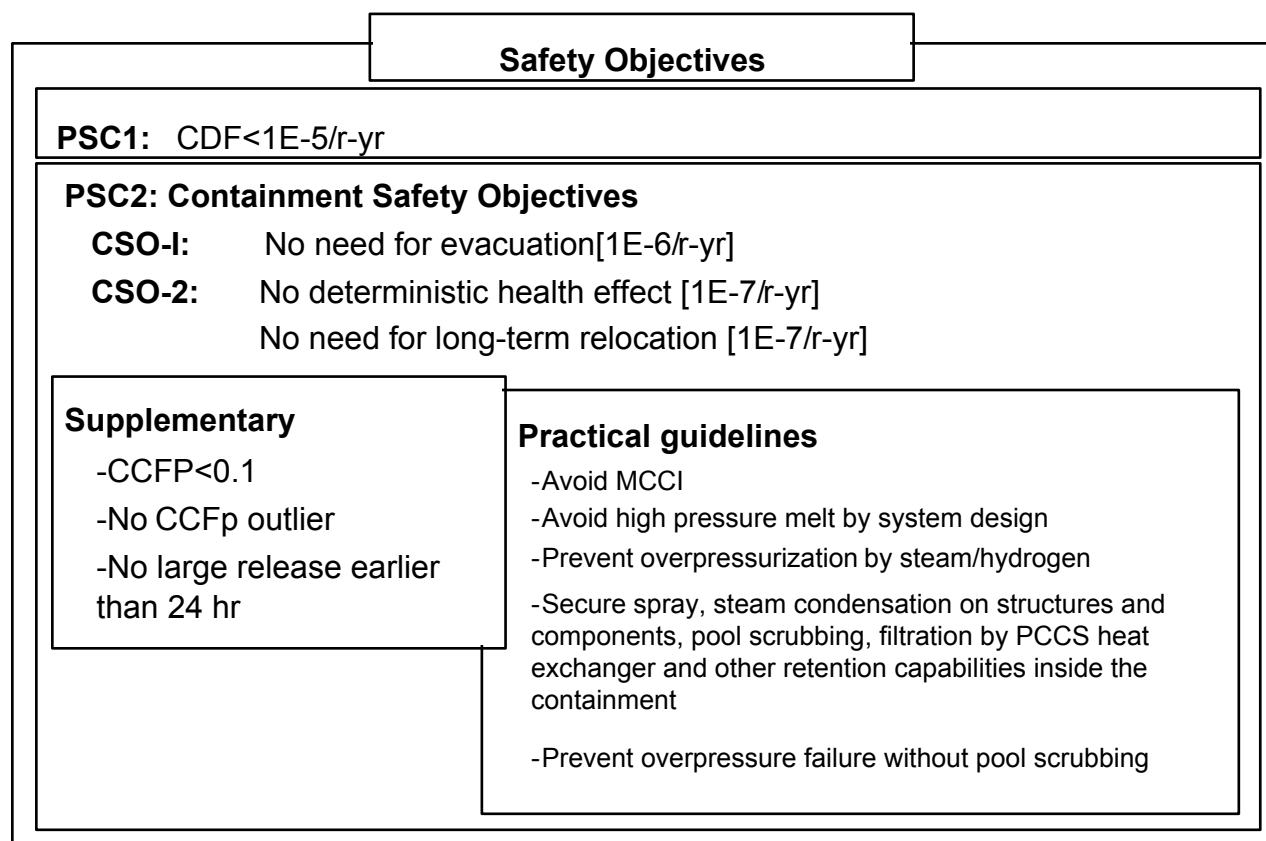 Safety Objectives
PSC1: CDF<1E-5/r-yr
PSC2: Containment Safety Objectives
CSO-I: No need for evacuation[1E-6/r-yr]
CSO-2: No deterministic health effect [1E-7/r-yr]
No need for long-term relocation [1E-7/r-yr]
Supplementary
-CCFP<0.1
-No CCFp outlier
-No large release earlier
than 24 hr
Practical guidelines
-Avoid MCCI
-Avoid high pressure melt by system design
-Prevent overpressurization by steam/hydrogen
-Secure spray, steam condensation on structures and
components, pool scrubbing, filtration by PCCS heat
exchanger and other retention capabilities inside the
containment
-Prevent overpressure failure without pool scrubbing